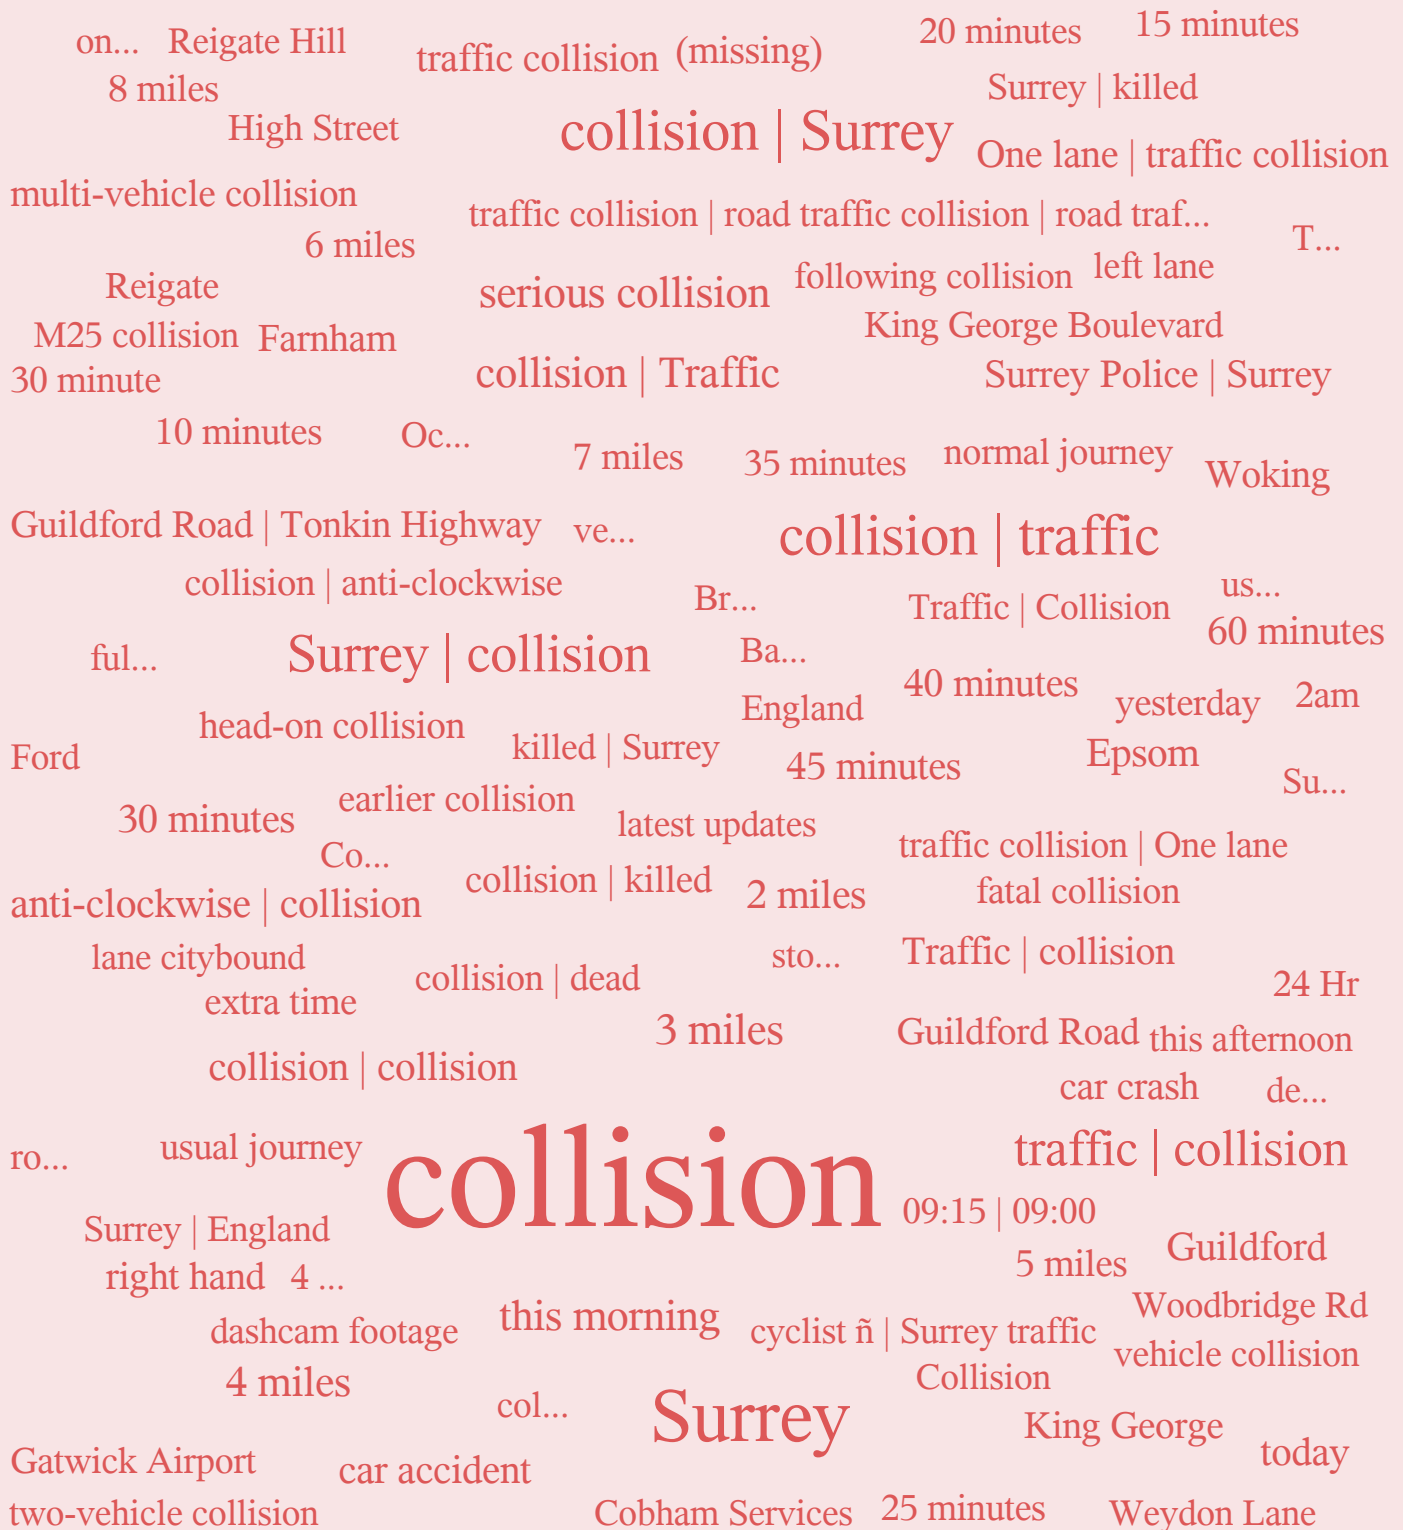 on... Reigate Hill traffic collision (missing) 20 minutes 15 minutes
8 miles Surrey | killed
High Street collision | Surrey One lane | traffic collision
multi-vehicle collision traffic collision | road traffic collision | road traf...
6 miles T...
Reigate serious collision following collision left lane
M25 collision Farnham King George Boulevard
30 minute collision | Traffic Surrey Police | Surrey
10 minutes Oc... 7 miles 35 minutes normal journey Woking
Guildford Road | Tonkin Highway ve... collision | traffic
collision | anti-clockwise Br... Traffic | Collision us...
60 minutes
ful... Surrey | collision Ba...
England 40 minutes yesterday 2am
head-on collision
Ford killed | Surrey 45 minutes Epsom
Su...
30 minutes earlier collision latest updates
Co... traffic collision | One lane
anti-clockwise | collision collision | killed 2 miles fatal collision
lane citybound collision | dead sto... Traffic | collision
24 Hr
extra time
3 miles Guildford Road this afternoon
collision | collision car crash de...
ro... usual journey collision traffic | collision
09:15 | 09:00
Surrey | England 5 miles Guildford
right hand 4 ...
this morning Woodbridge Rd
dashcam footage cyclist ñ | Surrey traffic vehicle collision
4 miles Collision
col... Surrey King George
Gatwick Airport car accident today
two-vehicle collision Cobham Services 25 minutes Weydon Lane